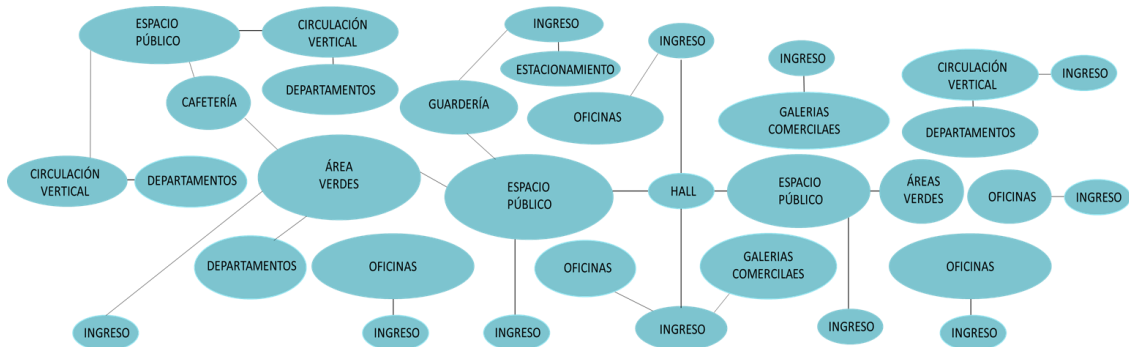 ESPACIO
PÚBLICO
CIRCULACIÓN
VERTICAL
INGRESO
INGRESO
INGRESO
CIRCULACIÓN
VERTICAL
INGRESO
ESTACIONAMIENTO
DEPARTAMENTOS
CAFETERÍA
GUARDERÍA
OFICINAS
GALERIAS
COMERCILAES
DEPARTAMENTOS
CIRCULACIÓN
VERTICAL
DEPARTAMENTOS
ÁREA
VERDES
ESPACIO
PÚBLICO
HALL
ESPACIO
PÚBLICO
ÁREAS
VERDES
OFICINAS
INGRESO
DEPARTAMENTOS
OFICINAS
OFICINAS
GALERIAS
COMERCILAES
OFICINAS
INGRESO
INGRESO
INGRESO
INGRESO
INGRESO
INGRESO